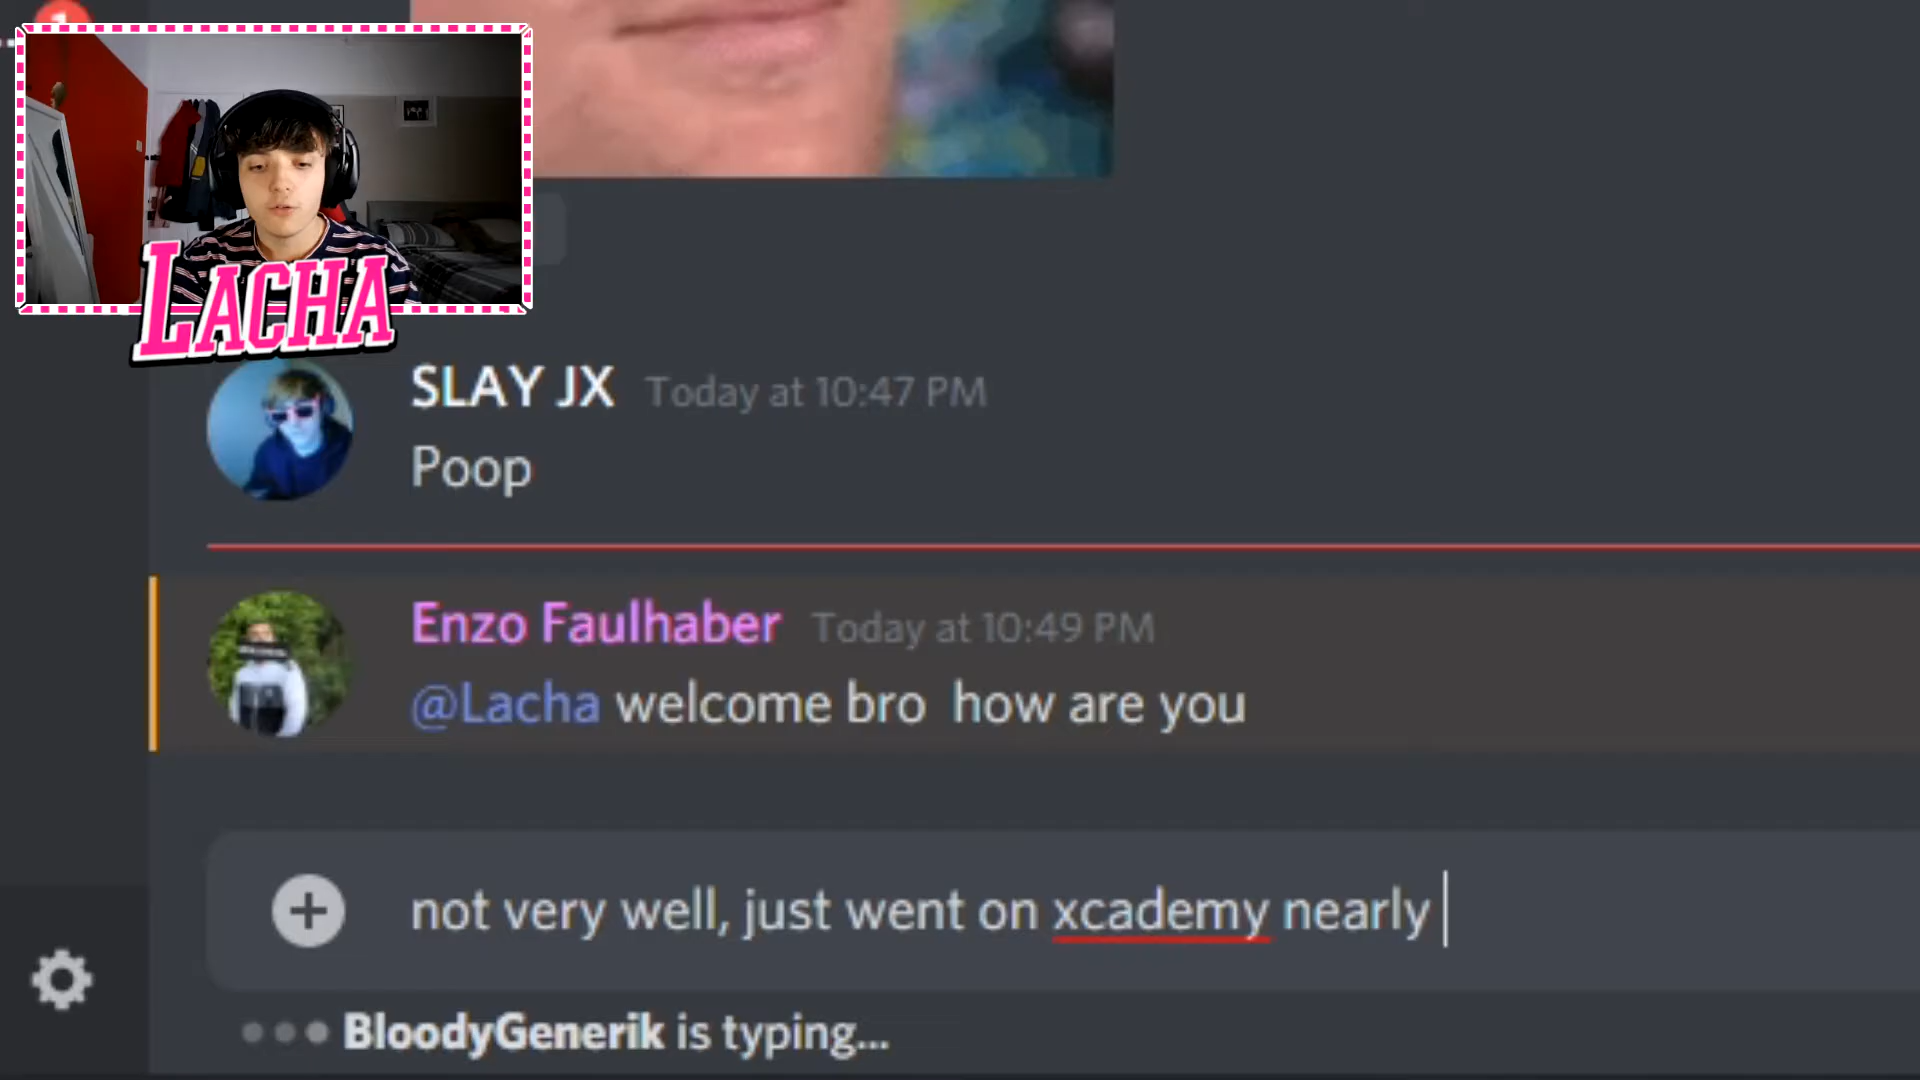 1
LACHA
SLAY JX Today at 10:47 PM
Poop
Enzo Faulhaber Today at 10:49 PM
@Lacha welcome bro how are you
not very well, just went on xcademy nearly
BloodyGenerik is typing...